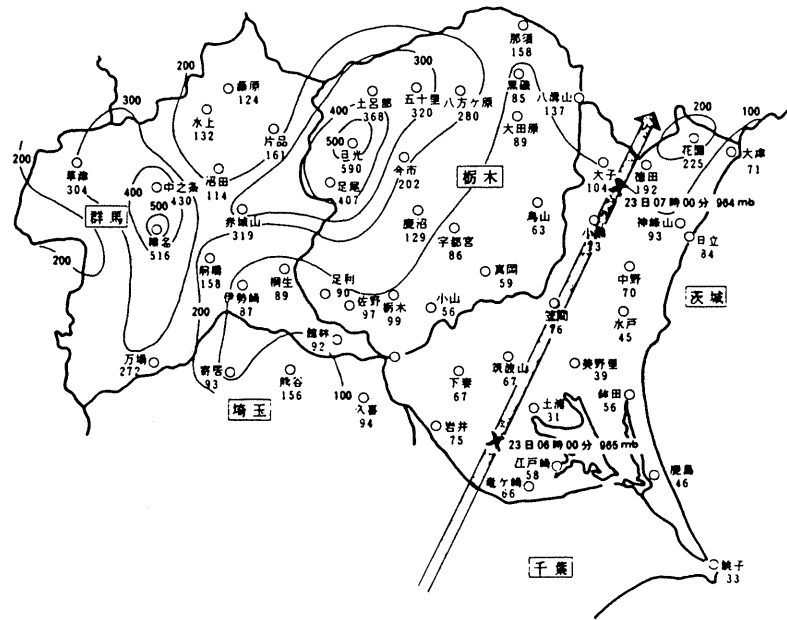 那須
158
200
300
藤原
124
300
土呂部
368
五十里
320
八方ヶ原
280
黒磯
85
八溝山
137
400
水上
132
大田原
89
200
100
花園
225
大津
71
片品
161
500
日光
590
今市
202
栃木
大子
104
徳田
192
23日07時00分 964mb
200
草津
304
400
中之条
430
沼田
114
足尾
407
群馬
500
榛名
516
赤城山
319
鹿沼
129
宇都宮
86
烏山
63
神峰山
93
日立
84
200
前橋
158
桐生
89
足利
90
佐野
97
栃木
99
小山
56
真岡
59
中野
70
茨城
伊勢崎
87
200
笠間
76
水戸
45
館林
92
万場
272
寄居
93
熊谷
156
100
入喜
94
埼玉
下妻
67
筑波山
67
美野里
39
鉾田
56
土浦
31
岩井
75
23日06時00分 965mb
江戸崎
58
竜ヶ崎
66
鹿島
46
千葉
銚子
33